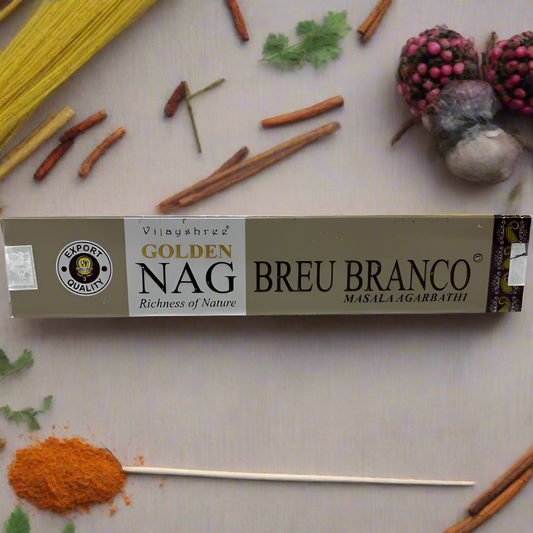 EXPORT
QUALITY
Vijayshree®
GOLDEN
NAG
Richness of Nature
BREU BRANCO©
MASALA AGARBATHI